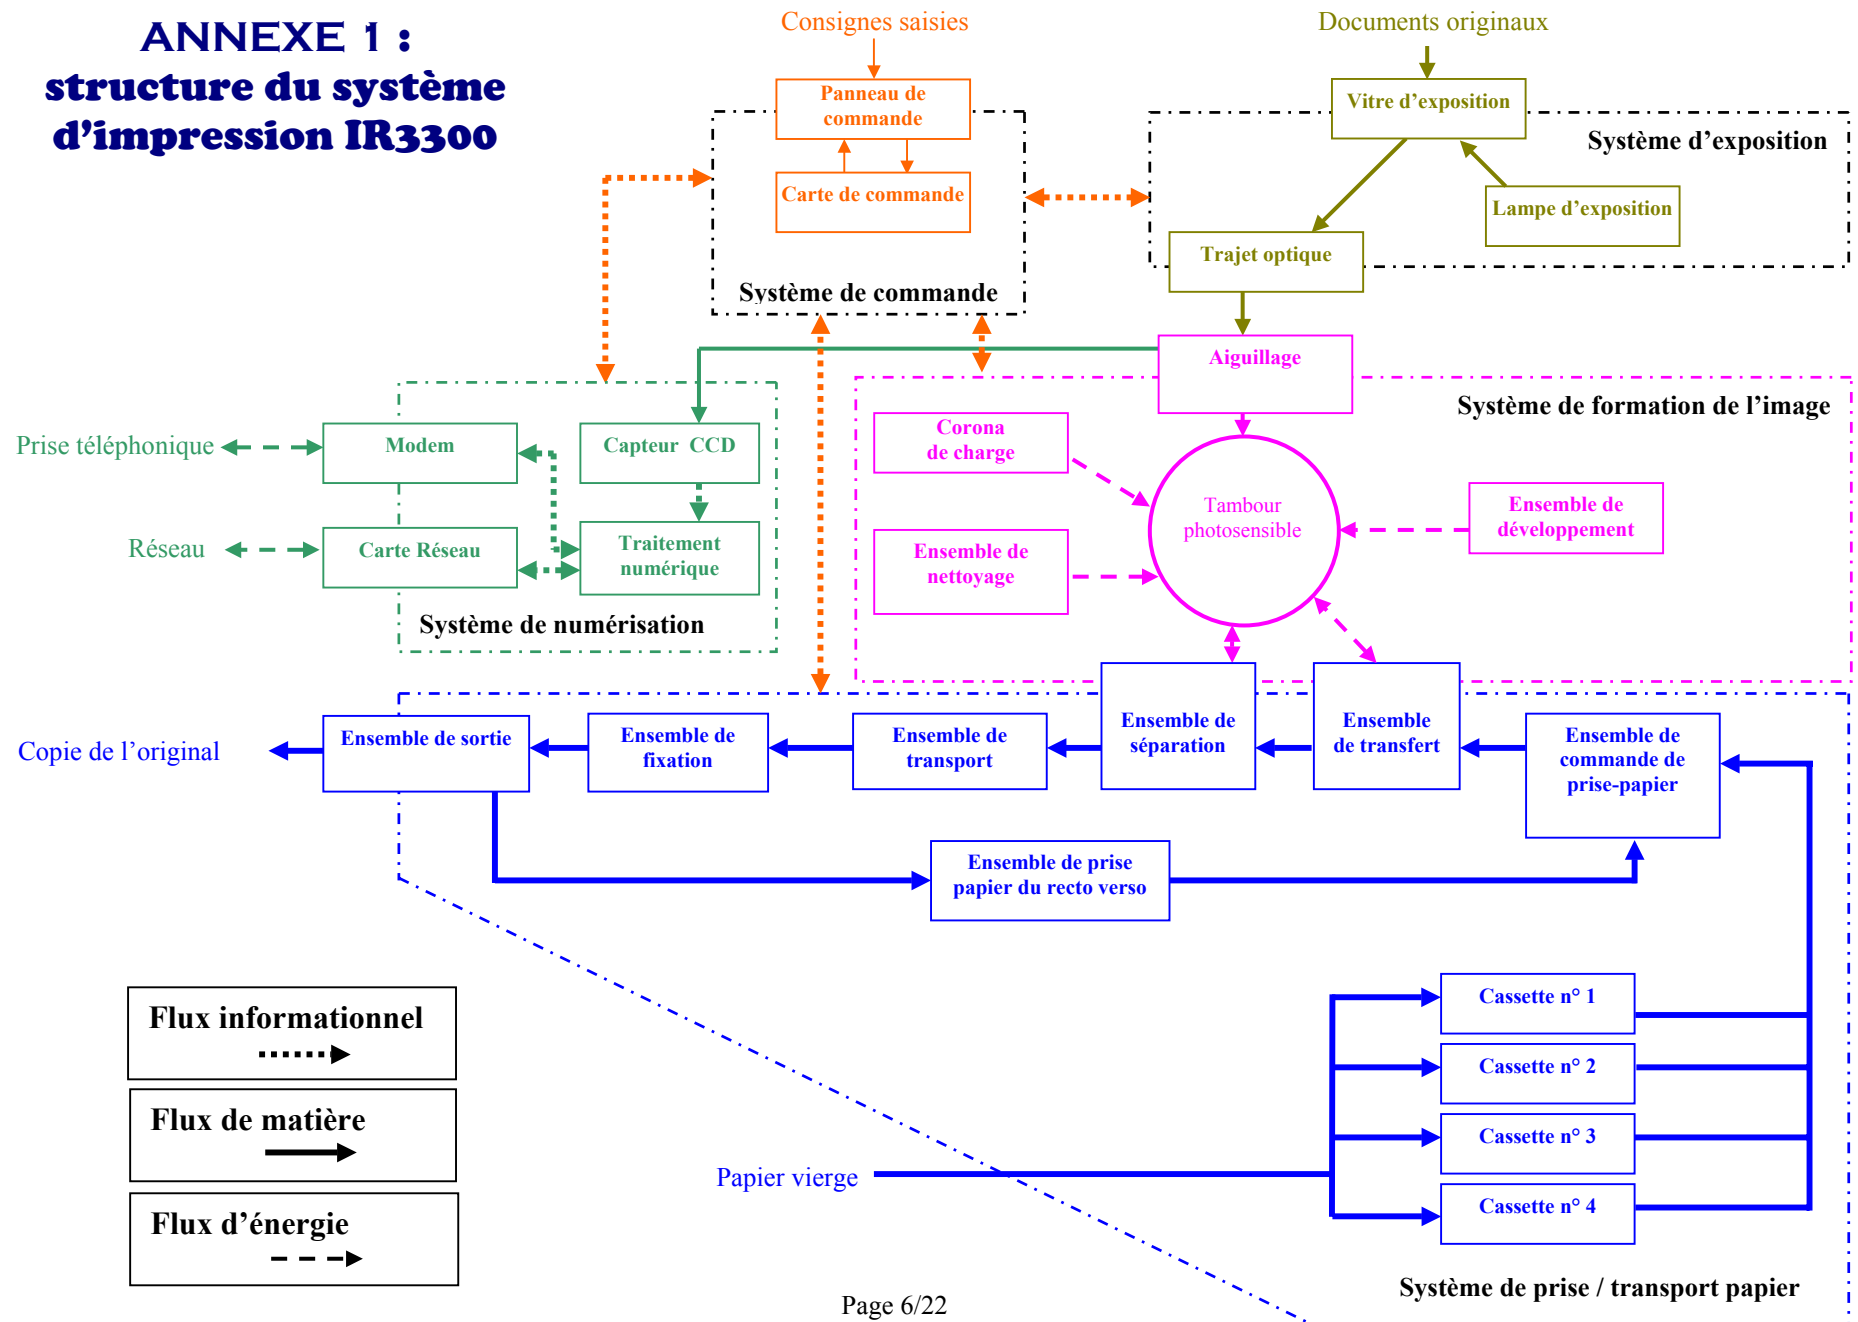 ANNEXE 1 :
structure du système
d'impression IR3300
Consignes saisies
Documents originaux
Panneau de
commande
Carte de commande
Système de commande
Vitre d'exposition
Système d'exposition
Lampe d'exposition
Trajet optique
Aiguillage
Système de formation de l'image
Corona
de charge
Tambour
photosensible
Ensemble de
développement
Ensemble de
nettoyage
Prise téléphonique
Modem
Capteur CCD
Réseau
Carte Réseau
Traitement
numérique
Système de numérisation
Copie de l'original
Ensemble de sortie
Ensemble de
fixation
Ensemble de
transport
Ensemble de
séparation
Ensemble
de transfert
Ensemble de
commande de
prise-papier
Ensemble de prise
papier du recto verso
Flux informationnel
Flux de matière
Flux d'énergie
Cassette n° 1
Cassette n° 2
Cassette n° 3
Cassette n° 4
Papier vierge
Système de prise / transport papier
Page 6/22